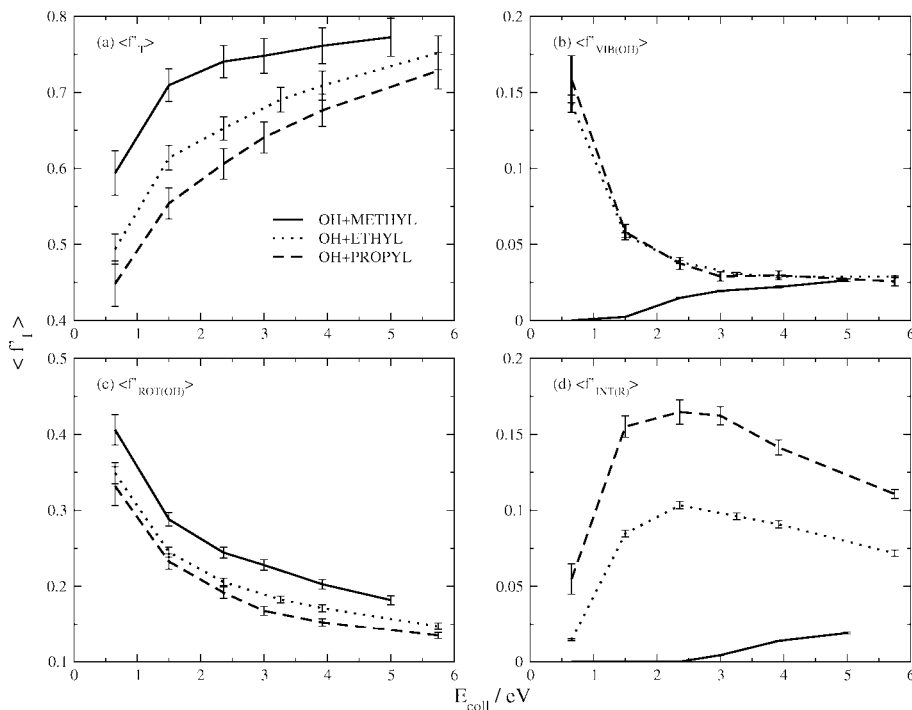 (a) <f'T>
(b) <f'VIB(OH)>
0.8
0.7
0.6
0.5
0.4
0 1 2 3 4 5 6
OH+METHYL
OH+ETHYL
OH+PROPYL
0.2
0.15
0.1
0.05
0
0 1 2 3 4 5 6
<f'I>
(c) <f'ROT(OH)>
(d) <f'INT(R)>
0.5
0.4
0.3
0.2
0.1
0 1 2 3 4 5 6
0.2
0.15
0.1
0.05
0
0 1 2 3 4 5 6
Ecoll / eV